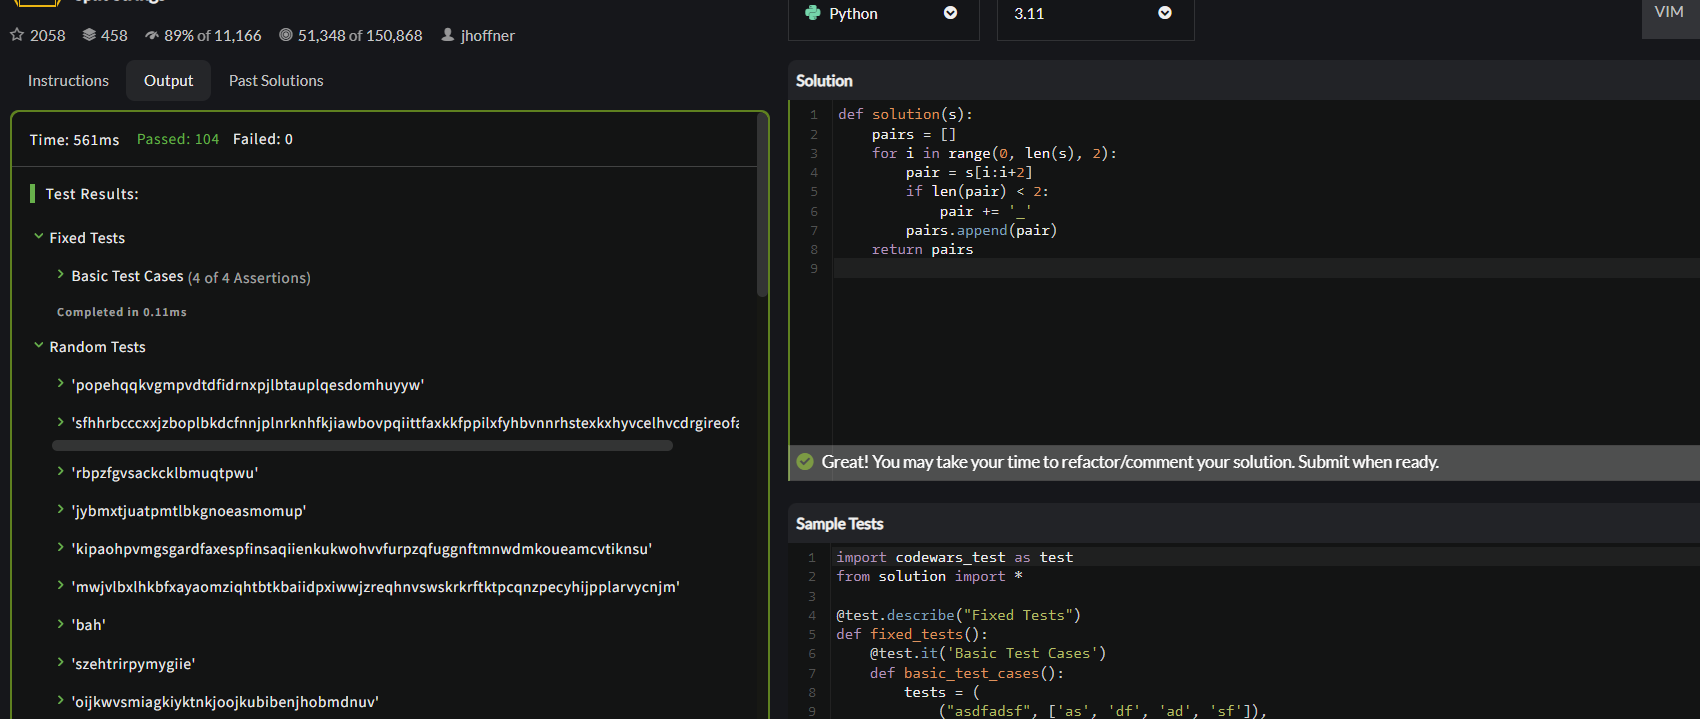 2058 458 89% of 11,166 51,348 of 150,868 jhoffner
Instructions Output Past Solutions
Time: 561ms Passed: 104 Failed: 0
Test Results:
Fixed Tests
Basic Test Cases (4 of 4 Assertions)
Completed in 0.11ms
Random Tests
'popehqqkvgmpvdtdfidrnxpjlbtauplqesdomhuyyw'
'sfhhrbcccxxjzboplbkdcfnnjplnrknhfkjiawbovpqiittfaxkkfppilxfyhbvnnrhstexkxhyvcelhvcdrgireofa
'rbpzfgvsackcklbmuqtpwu'
'jybmxtjuatpmtlbkgnoeasmomup'
'kipaohpvmgsgardfaxespfinsaqiienkukwohvvfurpzqfuggnftmnwdmkoueamcvtiknsu'
'mwjvlbxlhkbfxayaomziqhtbtkbaiidpxiwwjzreqhnvswskrkrftktpcqnzpecyhijpplarvycnjm'
'bah'
'szehtrirpymygiie'
'oijkwvsmiagkiyktnkjoojkubibenjhobmdnuv'
Python 3.11 VIM
Solution
1 def solution(s):
2 pairs = []
3 for i in range(0, len(s), 2):
4 pair = s[i:i+2]
5 if len(pair) < 2:
6 pair += '_'
7 pairs.append(pair)
8 return pairs
9
Great! You may take your time to refactor/comment your solution. Submit when ready.
Sample Tests
1 import codewars_test as test
2 from solution import *
3
4 @test.describe("Fixed Tests")
5 def fixed_tests():
6 @test.it('Basic Test Cases')
7 def basic_test_cases():
8 tests = (
9 ("asdfadsf", ['as', 'df', 'ad', 'sf']),